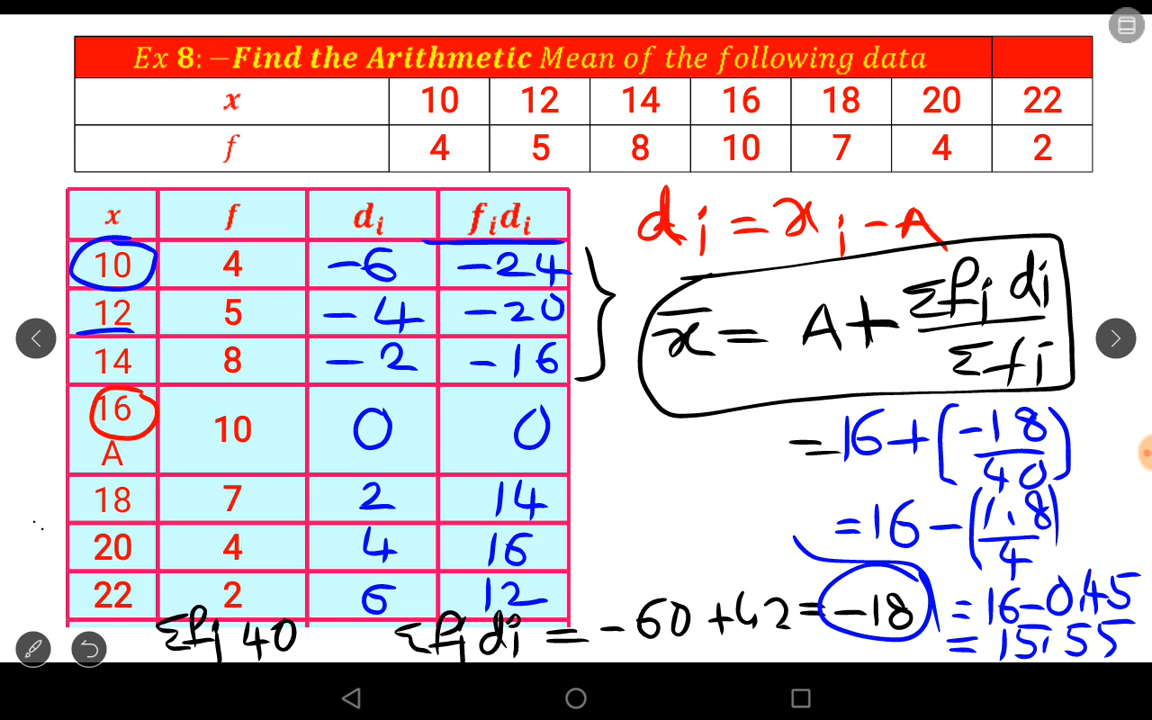 Ex 8: – Find the Arithmetic Mean of the following data
x 10 12 14 16 18 20 22
f 4 5 8 10 7 4 2
x f dᵢ fᵢdᵢ
10 4 -6 -24
12 5 -4 -20
14 8 -2 -16
16 A 10 0 0
18 7 2 14
20 4 4 16
22 2 6 12
Σfᵢ 40 Σfᵢdᵢ = -60 + 42 = -18
dᵢ = xᵢ - A
x̄ = A + Σfᵢdᵢ / Σfᵢ
= 16 + (-18 / 40)
= 16 - (1.8 / 4)
= 16 - 0.45
= 15.55